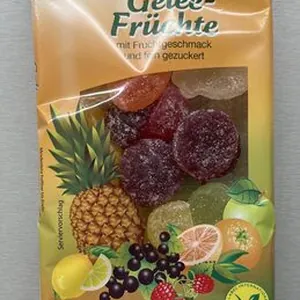 Gelee-
Früchte
mit Fruchtgeschmack
und fein gezuckert
Serviervorschlag